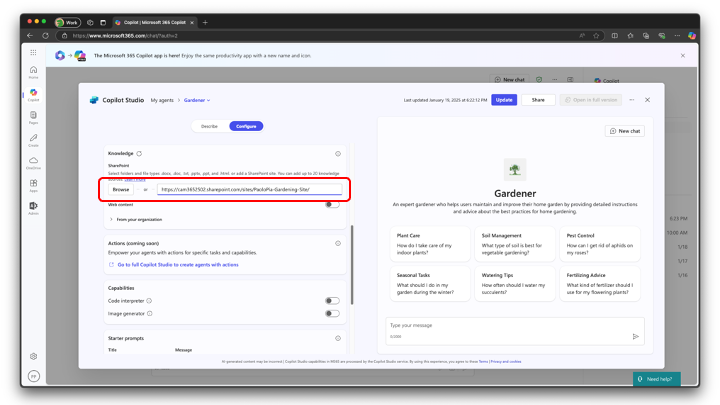 Work
Copilot | Microsoft 365 Copilot
https://www.microsoft365.com/chat/?auth=2
The Microsoft 365 Copilot app is here! Enjoy the same productivity app with a new name and icon.
Home
Copilot
Pages
Create
OneDrive
Apps
Admin
PP
New chat
Copilot
Copilot Studio
My agents > Gardener
Last updated January 19, 2025 at 6:22:12 PM
Update
Share
Open in full version
Describe
Configure
Knowledge
SharePoint
Select folders and file types .docx, .doc, .txt, .pptx, .ppt, and .html, or add a SharePoint site. You can add up to 20 knowledge
Browse
or
https://cam3652502.sharepoint.com/sites/PaoloPia-Gardening-Site/
Web content
From your organization
Actions (coming soon)
Empower your agents with actions for specific tasks and capabilities.
Go to full Copilot Studio to create agents with actions
Capabilities
Code interpreter
Image generator
Starter prompts
Title
Message
New chat
Gardener
An expert gardener who helps users maintain and improve their home garden by providing detailed instructions
and advice about the best practices for home gardening.
Plant Care
How do I take care of my
indoor plants?
Soil Management
What type of soil is best for
vegetable gardening?
Pest Control
How can I get rid of aphids on
my roses?
Seasonal Tasks
What should I do in my
garden during the winter?
Watering Tips
How often should I water my
succulents?
Fertilizing Advice
What kind of fertilizer should I
use for my flowering plants?
Type your message
0/2000
6:23 PM
10:00 AM
1/18
1/17
1/16
AI-generated content may be incorrect. | Copilot Studio capabilities in M365 are provided by the Copilot Studio service. By using this experience, you agree to these Terms | Privacy and cookies
Need help?